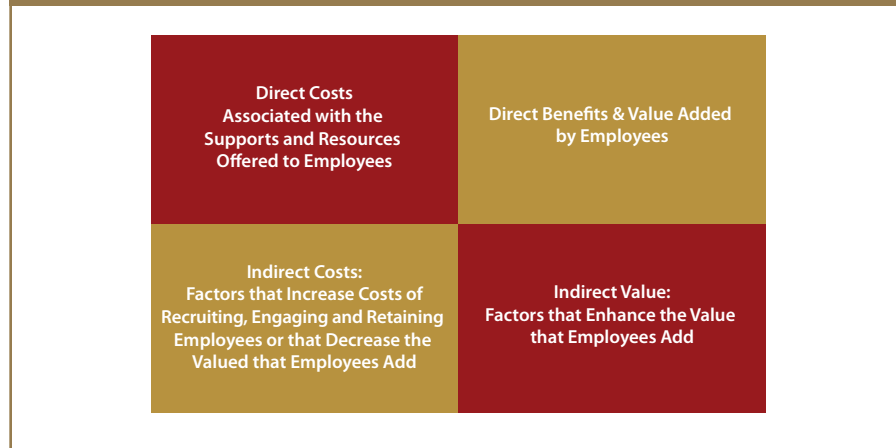 Direct Costs
Associated with the
Supports and Resources
Offered to Employees
Direct Benefits & Value Added
by Employees
Indirect Costs:
Factors that Increase Costs of
Recruiting, Engaging and Retaining
Employees or that Decrease the
Valued that Employees Add
Indirect Value:
Factors that Enhance the Value
that Employees Add